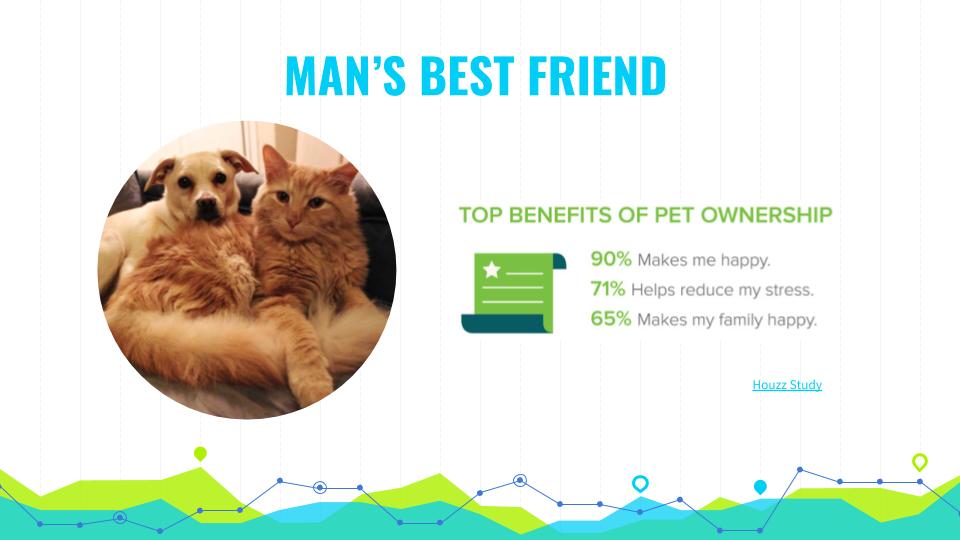 MAN’S BEST FRIEND
TOP BENEFITS OF PET OWNERSHIP
90% Makes me happy.
71% Helps reduce my stress.
65% Makes my family happy.
Houzz Study